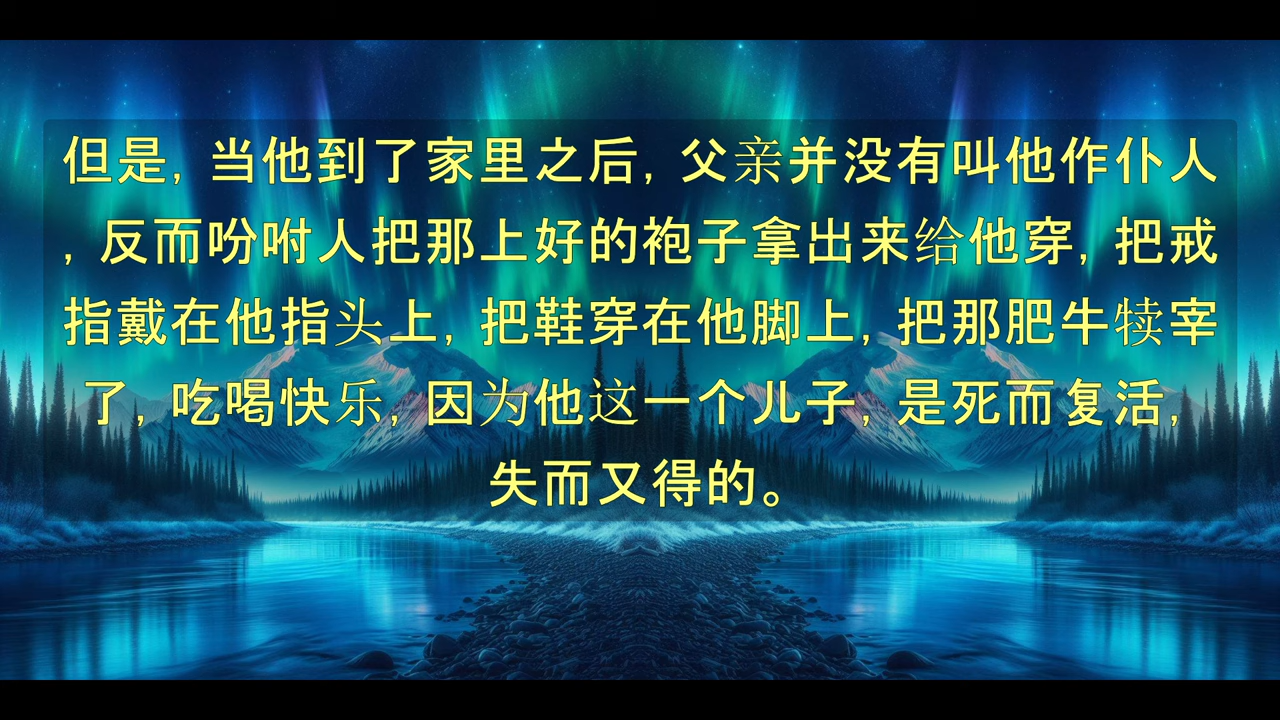 但是, 当他到了家里之后, 父亲并没有叫他作仆人
, 反而吩咐人把那上好的袍子拿出来给他穿, 把戒
指戴在他指头上, 把鞋穿在他脚上, 把那肥牛犊宰
了, 吃喝快乐, 因为他这一个儿子, 是死而复活,
失而又得的。